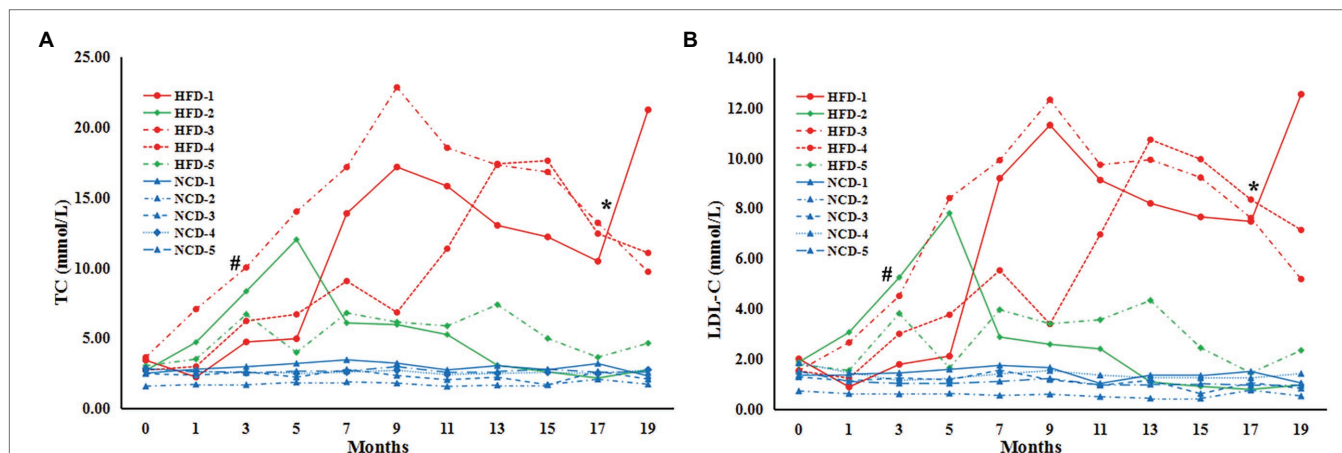 A
25.00
20.00
15.00
10.00
5.00
0.00
TC (mmol/L)
HFD-1
HFD-2
HFD-3
HFD-4
HFD-5
NCD-1
NCD-2
NCD-3
NCD-4
NCD-5
#
*
0 1 3 5 7 9 11 13 15 17 19
Months
B
14.00
12.00
10.00
8.00
6.00
4.00
2.00
0.00
LDL-C (mmol/L)
HFD-1
HFD-2
HFD-3
HFD-4
HFD-5
NCD-1
NCD-2
NCD-3
NCD-4
NCD-5
#
*
0 1 3 5 7 9 11 13 15 17 19
Months